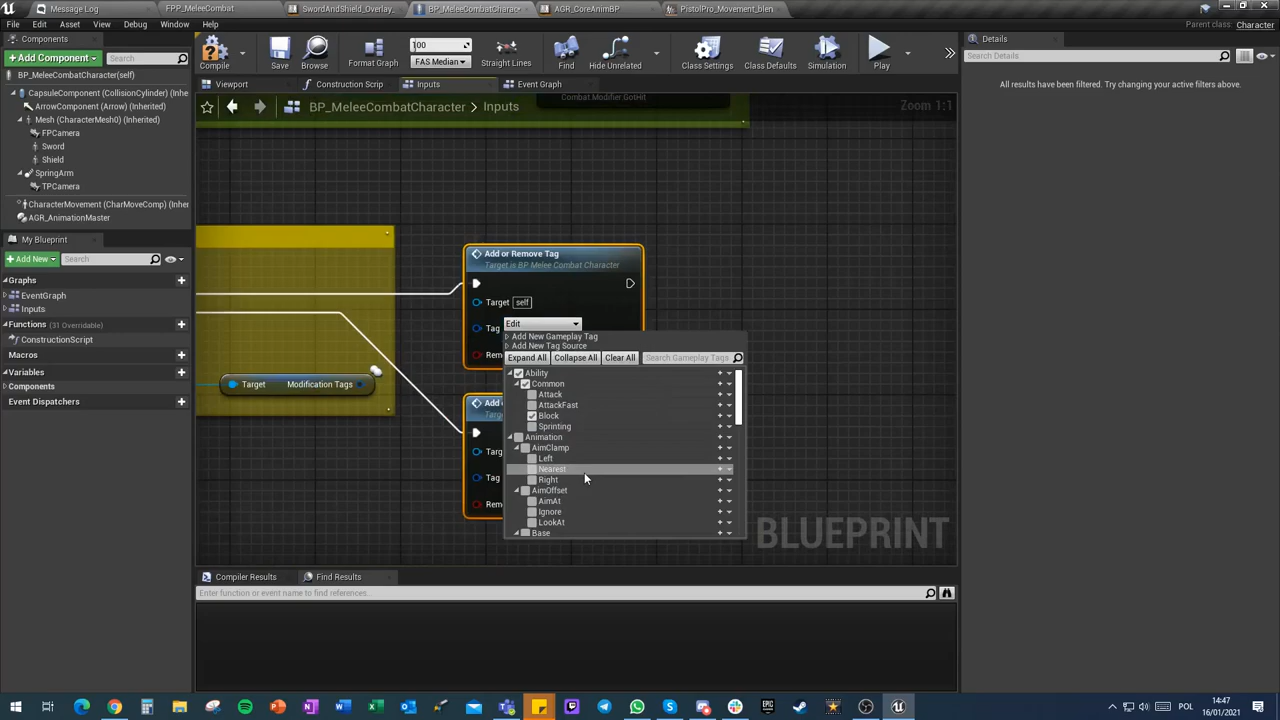 Message Log
FPP_MeleeCombat
SwordAndShield_Overlay_
BP_MeleeCombatCharac
AGR_CoreAnimBP
PistolPro_Movement_blen
File
Edit
Asset
View
Debug
Window
Help
Parent class: Character
Components
+ Add Component
Search
BP_MeleeCombatCharacter(self)
CapsuleComponent (CollisionCylinder) (Inhe
ArrowComponent (Arrow) (Inherited)
Mesh (CharacterMesh0) (Inherited)
FPCamera
Sword
Shield
SpringArm
TPCamera
CharacterMovement (CharMoveComp) (Inher
AGR_AnimationMaster
My Blueprint
+ Add New
Search
Graphs
EventGraph
Inputs
Functions (31 Overridable)
ConstructionScript
Macros
Variables
Components
Event Dispatchers
Compile
Save
Browse
Format Graph
100
FAS Median
Straight Lines
Find
Hide Unrelated
Class Settings
Class Defaults
Simulation
Play
Viewport
Construction Scrip
Inputs
Event Graph
BP_MeleeCombatCharacter > Inputs
Zoom 1:1
Combat Modifier.GotHit
Target
Modification Tags
Add or Remove Tag
Target is BP Melee Combat Character
Target
self
Tag
Edit
Add New Gameplay Tag
Add New Tag Source
Expand All
Collapse All
Clear All
Search Gameplay Tags
Ability
Common
Attack
AttackFast
Block
Sprinting
Animation
AimClamp
Left
Nearest
Right
AimOffset
AimAt
Ignore
LookAt
Base
BLUEPRINT
Compiler Results
Find Results
Enter function or event name to find references...
Details
Search Details
All results have been filtered. Try changing your active filters above.
POL
14:47
16/01/2021